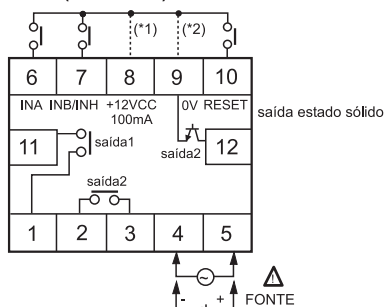 (*1) (*2)
6 7 8 9 10
INA INB/INH +12VCC 0V RESET
100mA
saída estado sólido
11 saída1
saída2 12
saída2
1 2 3 4 5
- +
FONTE